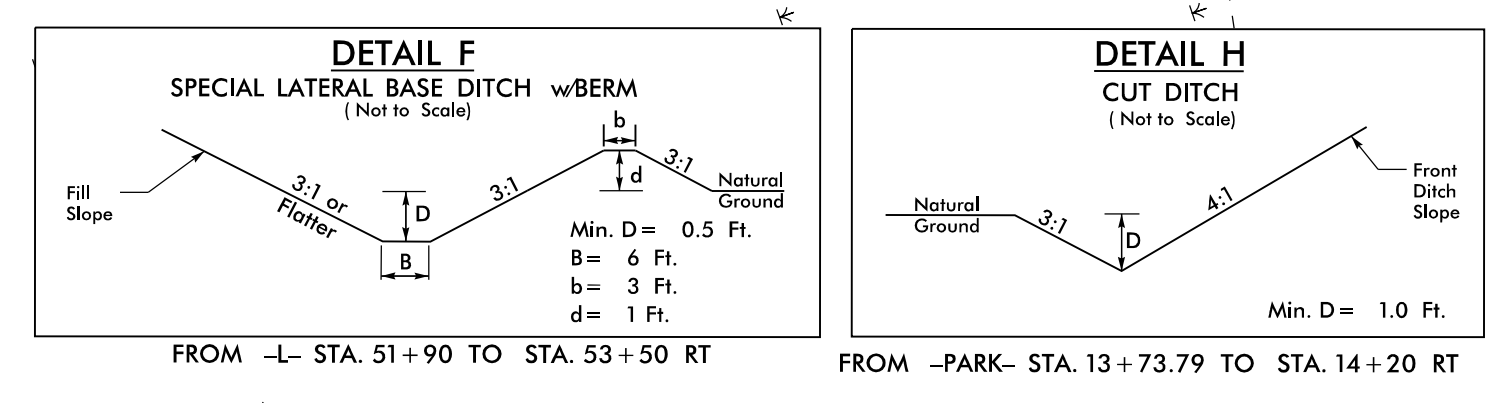 DETAIL F
SPECIAL LATERAL BASE DITCH w/BERM
( Not to Scale)
b
3:1
d
Fill
Slope
3:1 or
Flatter
D
3:1
Natural
Ground
B
Min. D = 0.5 Ft.
B = 6 Ft.
b = 3 Ft.
d = 1 Ft.
FROM -L- STA. 51+90 TO STA. 53+50 RT
DETAIL H
CUT DITCH
( Not to Scale)
Natural
Ground
3:1
D
4:1
Front
Ditch
Slope
Min. D = 1.0 Ft.
FROM -PARK- STA. 13+73.79 TO STA. 14+20 RT